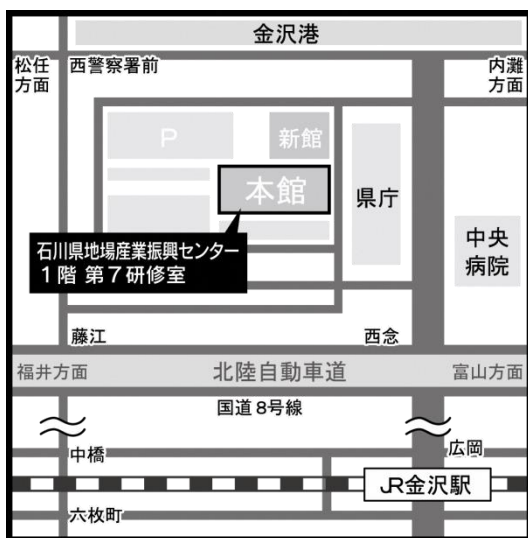 金沢港
松任
方面
西警察署前
内灘
方面
P
新館
本館
県庁
中央
病院
石川県地場産業振興センター
1階 第7研修室
藤江
西念
福井方面
北陸自動車道
富山方面
国道8号線
中橋
広岡
JR金沢駅
六枚町